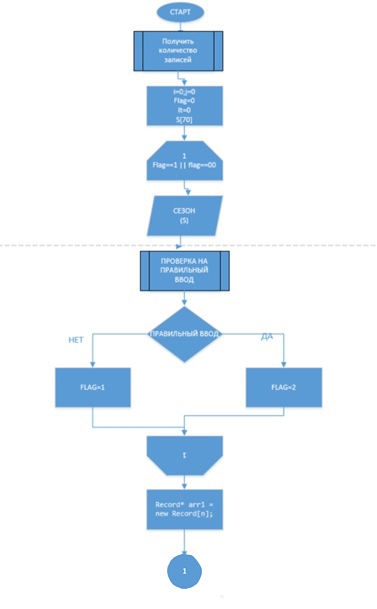 СТАРТ
Получить
количество
записей
I=0;j=0
Flag=0
It=0
S[70]
1
Flag==1 || flag==00
СЕЗОН
(S)
ПРОВЕРКА НА
ПРАВИЛЬНЫЙ
ВВОД
ПРАВИЛЬНЫЙ ВВОД
НЕТ
ДА
FLAG=1
FLAG=2
1
Record* arr1 =
new Record[n];
1